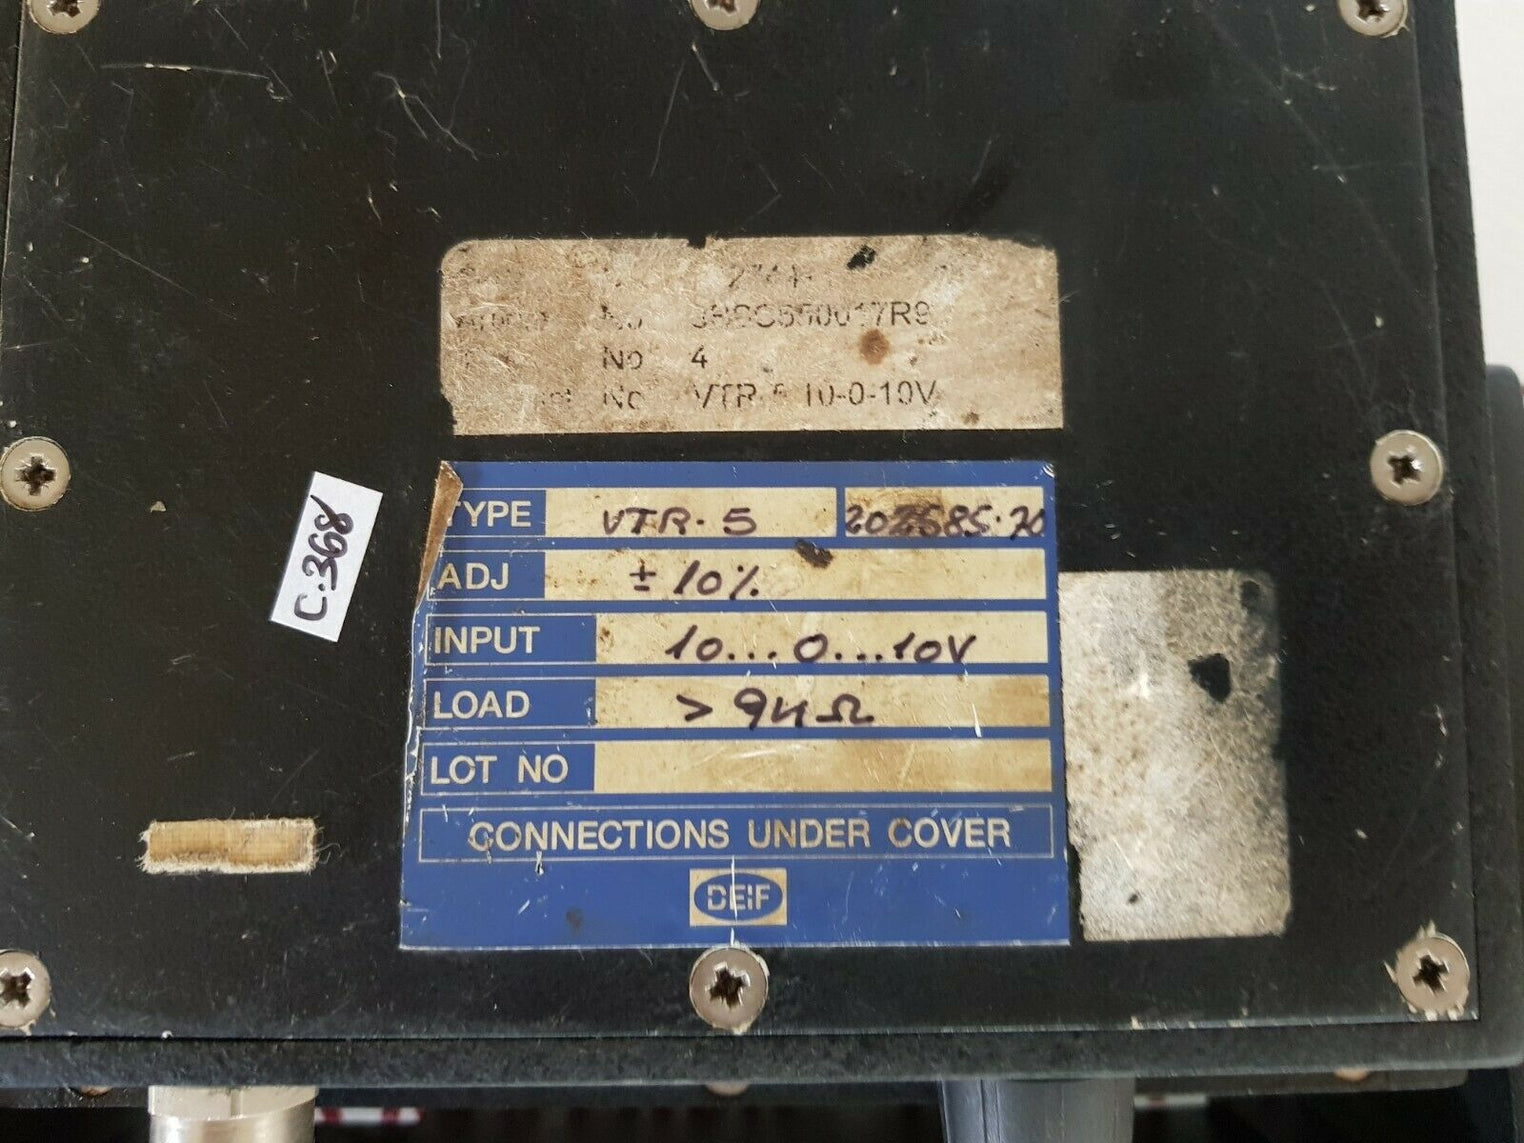 No
No 4
No VTR-5 10-0-10V
C.368
TYPE VTR.5
ADJ ±10%
INPUT 10...0...10V
LOAD >9kΩ
LOT NO
CONNECTIONS UNDER COVER
DEIF